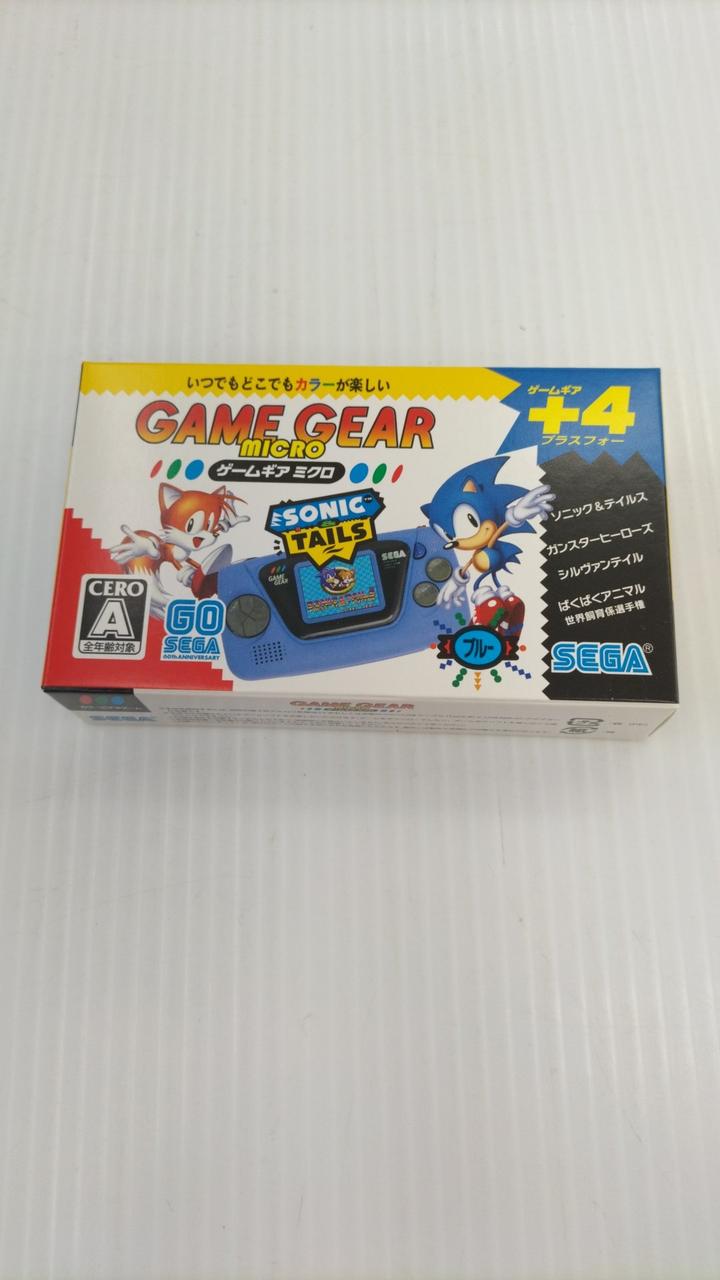 いつでもどこでもカラーが楽しい
GAME GEAR
MICRO
ゲームギア ミクロ
ゲームギア
+4
プラスフォー
SONIC
&
TAILS
GAME GEAR
SEGA
ソニック&テイルス
ガンスターヒーローズ
シルヴァンテイル
ばくばくアニマル
世界飼育係選手権
CERO
A
全年齢対象
GO
SEGA
60th ANNIVERSARY
ブルー
SEGA®
SEGA
GAME GEAR